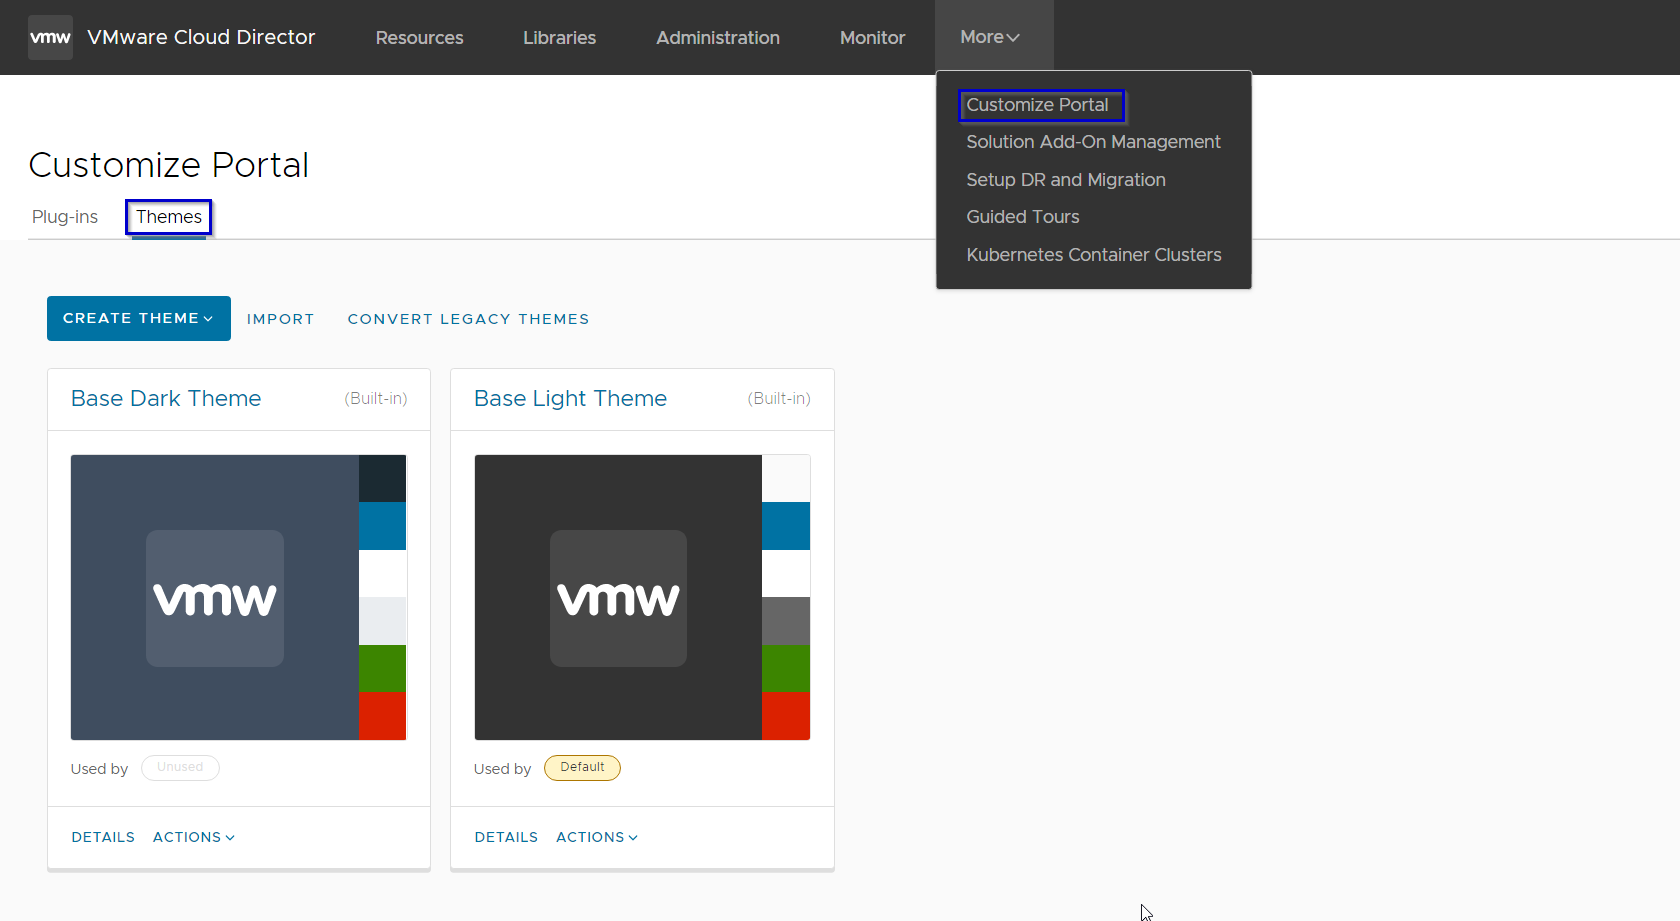 vmw VMware Cloud Director Resources Libraries Administration Monitor More
Customize Portal
Solution Add-On Management
Setup DR and Migration
Guided Tours
Kubernetes Container Clusters
Customize Portal
Plug-ins Themes
CREATE THEME IMPORT CONVERT LEGACY THEMES
Base Dark Theme (Built-in)
vmw
Used by Unused
DETAILS ACTIONS
Base Light Theme (Built-in)
vmw
Used by Default
DETAILS ACTIONS